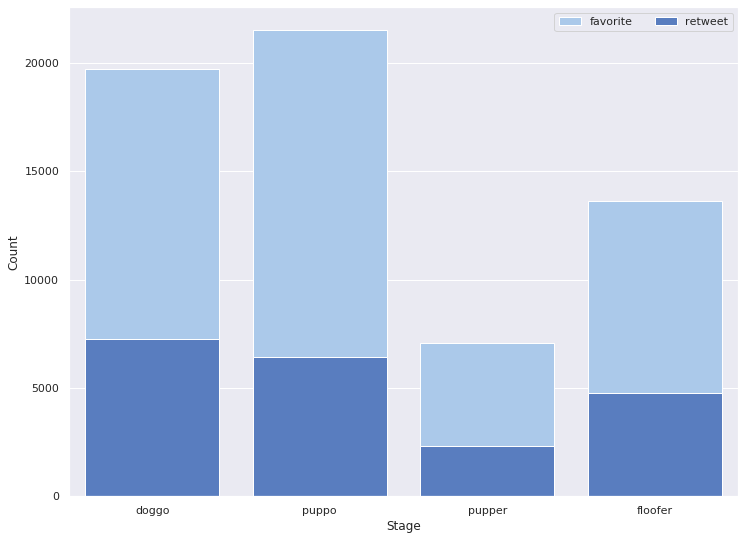 favorite retweet
20000
15000
10000
5000
0
Count
doggo puppo pupper floofer
Stage